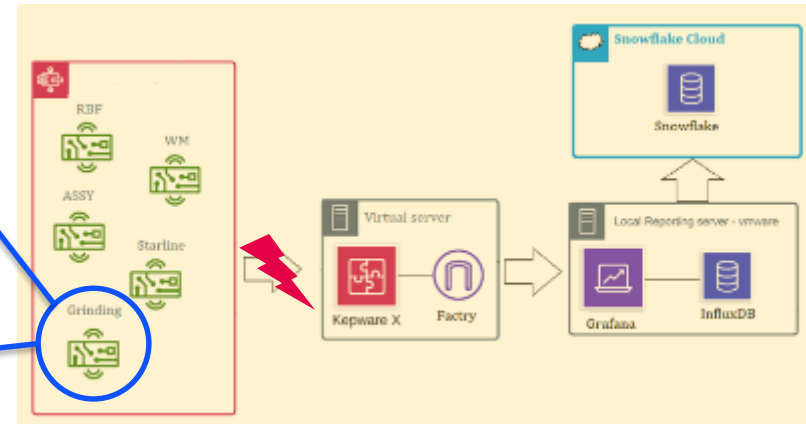 RBF
WM
ASSY
Starline
Grinding
Virtual server
Kepware X
Factry
Snowflake Cloud
Snowflake
Local Reporting server - vmware
Grafana
InfluxDB